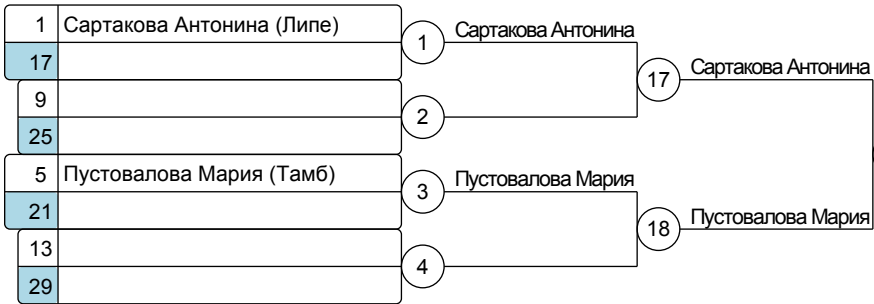 1 Сартакова Антонина (Липе)
17
1 Сартакова Антонина
9
25
2
17 Сартакова Антонина
5 Пустовалова Мария (Тамб)
21
3 Пустовалова Мария
13
29
4
18 Пустовалова Мария